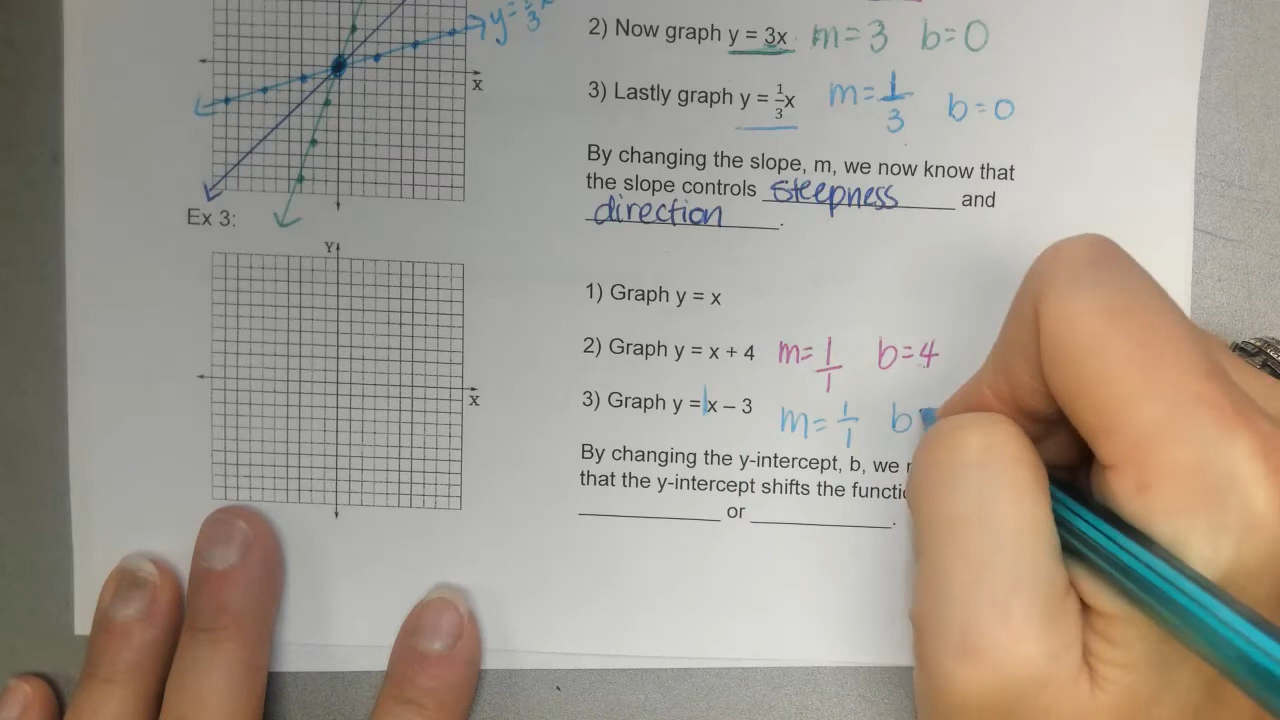 y=
3
2) Now graph y = 3x m=3 b=0
x
3) Lastly graph y = 1/3 x m=1/3 b=0
By changing the slope, m, we now know that
the slope controls steepness and
direction.
Ex 3:
Y
1) Graph y = x
2) Graph y = x + 4 m=1/1 b=4
x
3) Graph y = 1x – 3 m=1/1 b
By changing the y-intercept, b, we
that the y-intercept shifts the functi
or .